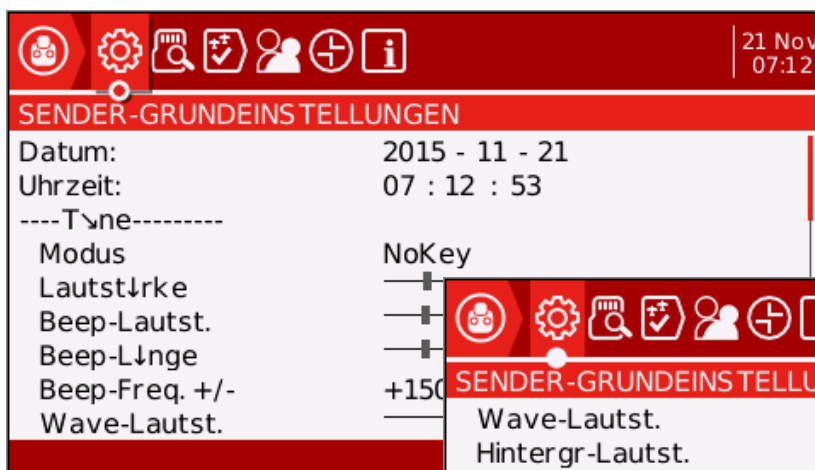 21 Nov
07:12
SENDER-GRUNDEINSTELLUNGEN
Datum: 2015 - 11 - 21
Uhrzeit: 07 : 12 : 53
----T↘ne---------
Modus NoKey
Lautst↓rke
Beep-Lautst.
Beep-L↓nge
Beep-Freq. +/- +150
Wave-Lautst.
SENDER-GRUNDEINSTELLU
Wave-Lautst.
Hintergr-Lautst.